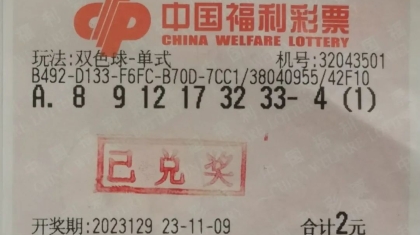 中国福利彩票
CHINA WELFARE LOTTERY
玩法:双色球-单式 机号:32043501
B492-D133-F6FC-B70D-7CC1/38040955/42F10
A. 8 9 12 17 32 33- 4 (1)
已兑奖
开奖期:2023129 23-11-09 合计2元